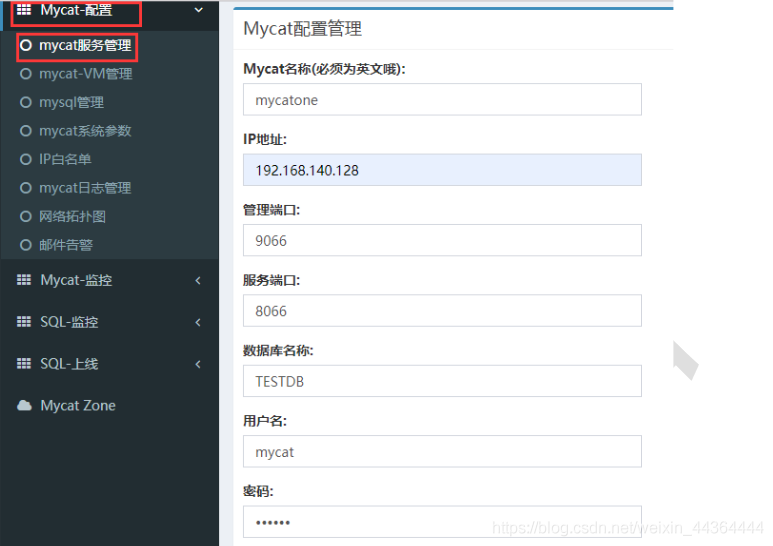 Mycat-配置
mycat服务管理
mycat-VM管理
mysql管理
mycat系统参数
IP白名单
mycat日志管理
网络拓扑图
邮件告警
Mycat-监控
SQL-监控
SQL-上线
Mycat Zone
Mycat配置管理
Mycat名称(必须为英文哦):
mycatone
IP地址:
192.168.140.128
管理端口:
9066
服务端口:
8066
数据库名称:
TESTDB
用户名:
mycat
密码:
••••••
https://blog.csdn.net/weixin_44364444